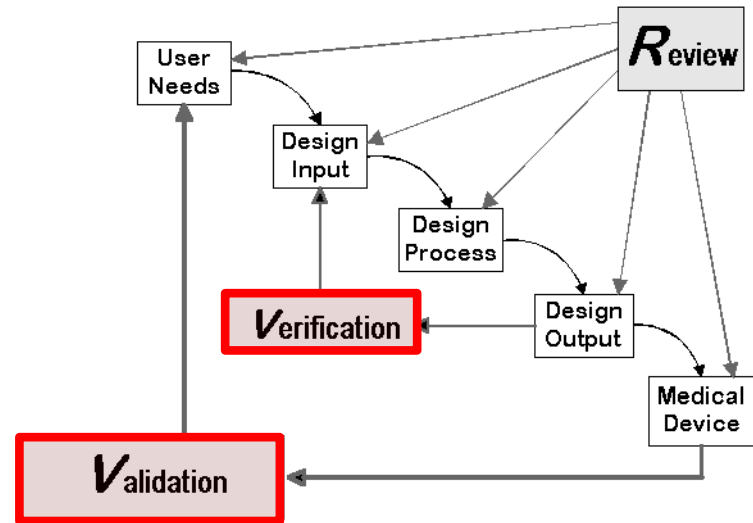 Review
User
Needs
Design
Input
Design
Process
Verification
Design
Output
Medical
Device
Validation